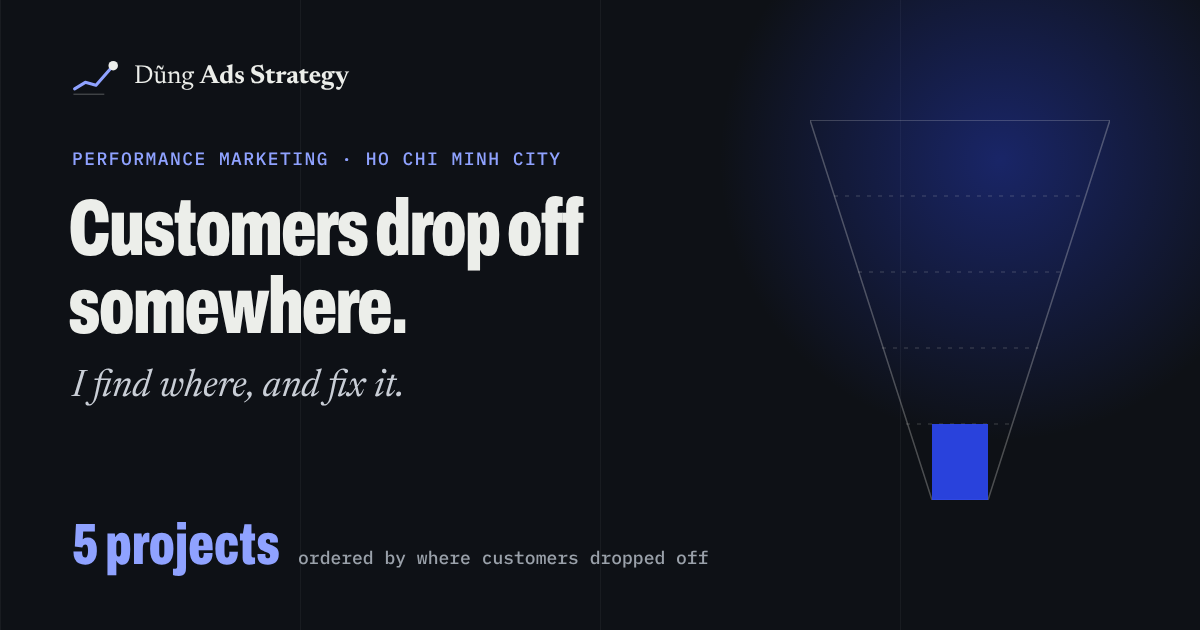 Dũng Ads Strategy
PERFORMANCE MARKETING · HO CHI MINH CITY
Customers drop off
somewhere.
I find where, and fix it.
5 projects ordered by where customers dropped off